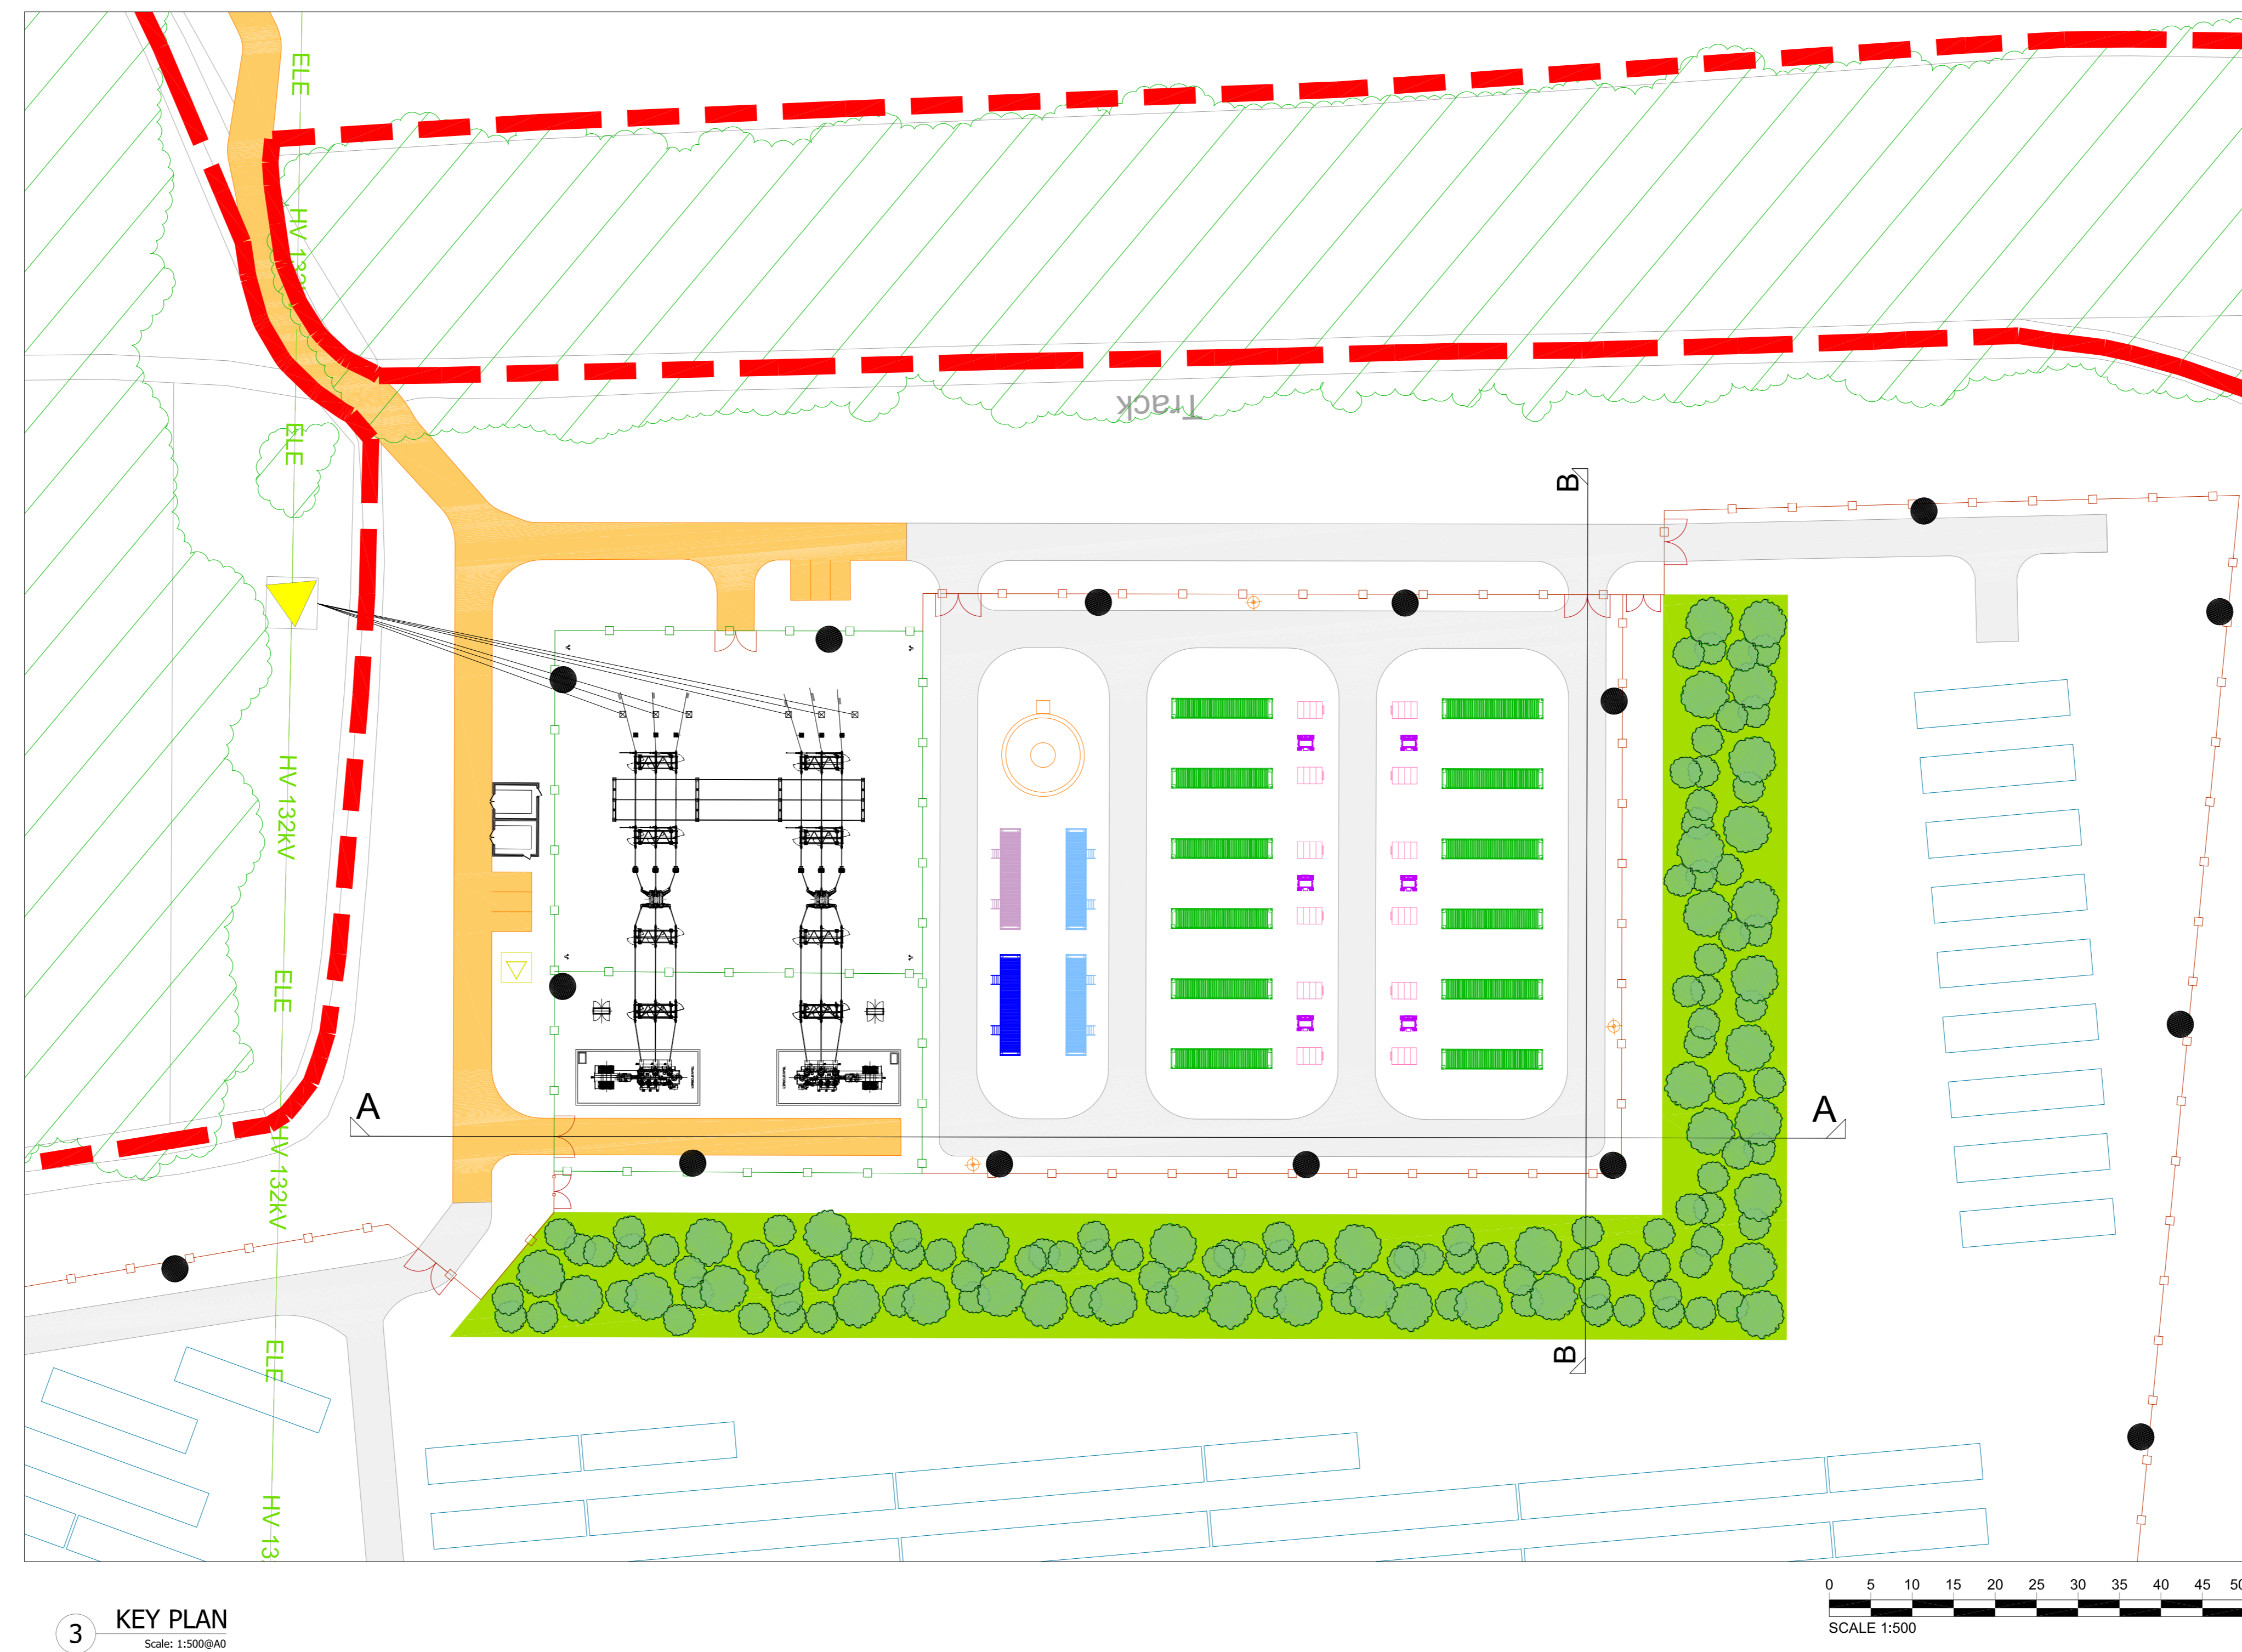 ELE
HV 132
Track
ELE
B
HV 132kV
ELE
A
A
HV 132kV
B
ELE
HV 13
0 5 10 15 20 25 30 35 40 45 50
SCALE 1:500
3 KEY PLAN
Scale: 1:500@A0